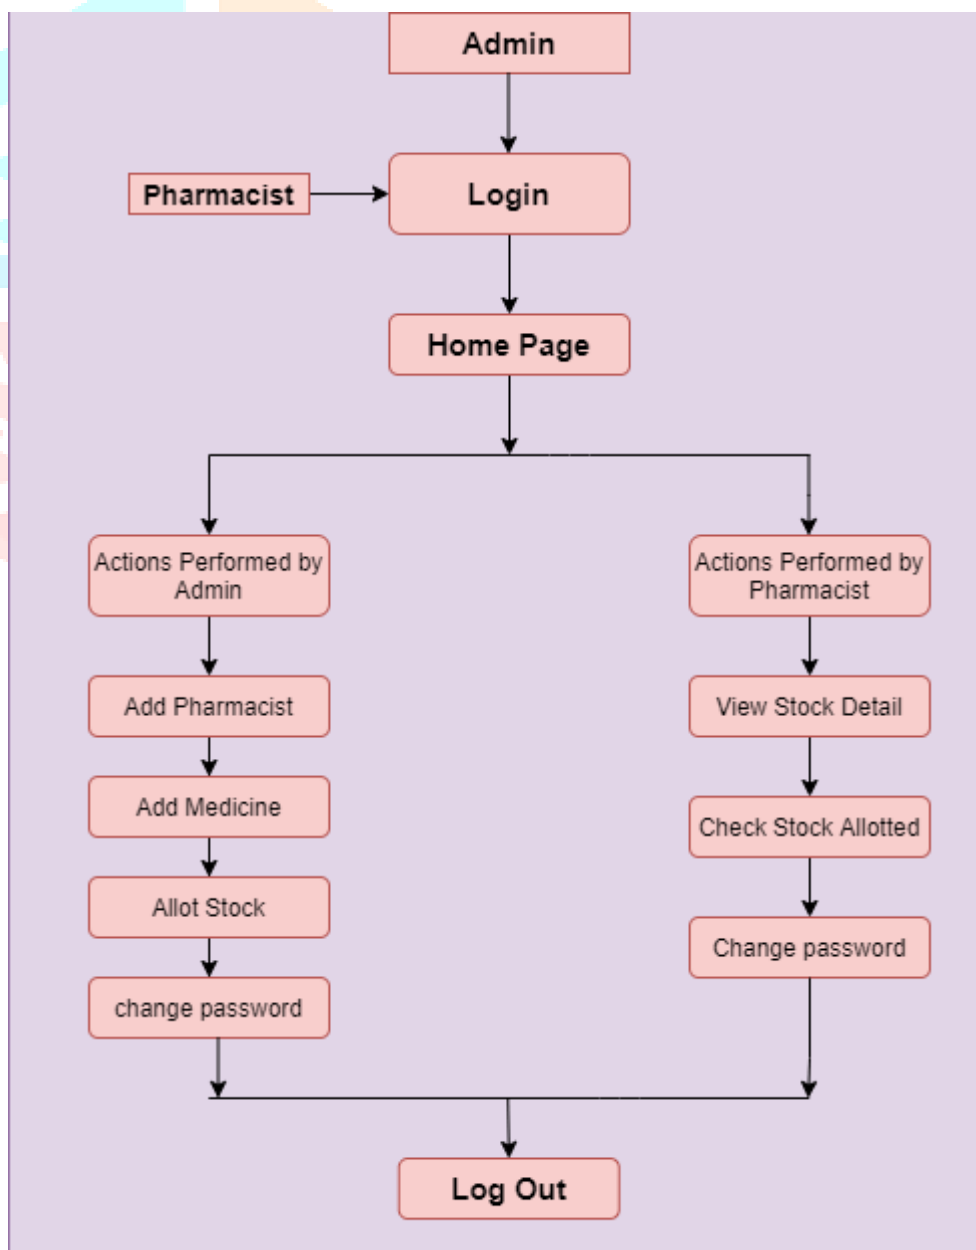 Admin
Pharmacist
Login
Home Page
Actions Performed by
Admin
Add Pharmacist
Add Medicine
Allot Stock
change password
Actions Performed by
Pharmacist
View Stock Detail
Check Stock Allotted
Change password
Log Out